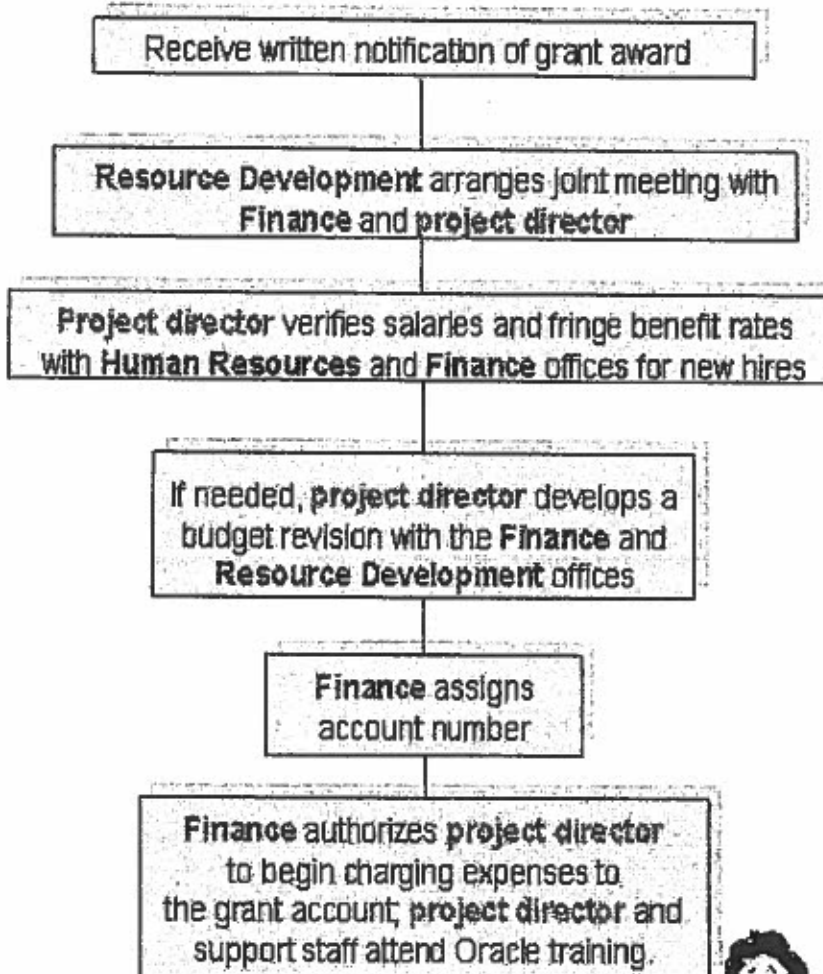 Receive written notification of grant award
Resource Development arranges joint meeting with
Finance and project director
Project director verifies salaries and fringe benefit rates
with Human Resources and Finance offices for new hires
If needed, project director develops a
budget revision with the Finance and
Resource Development offices
Finance assigns
account number
Finance authorizes project director
to begin charging expenses to
the grant account; project director and
support staff attend Oracle training.